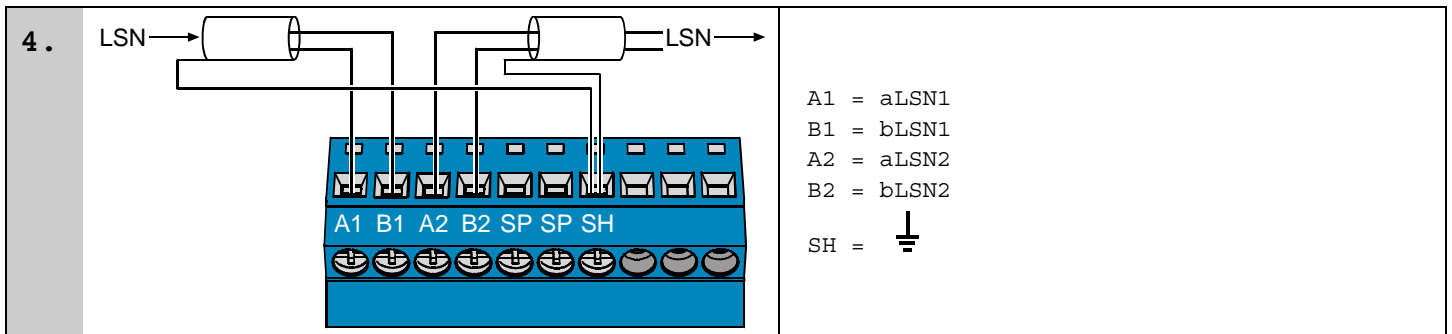 4.
LSN LSN
A1 B1 A2 B2 SP SP SH
A1 = aLSN1
B1 = bLSN1
A2 = aLSN2
B2 = bLSN2
SH =